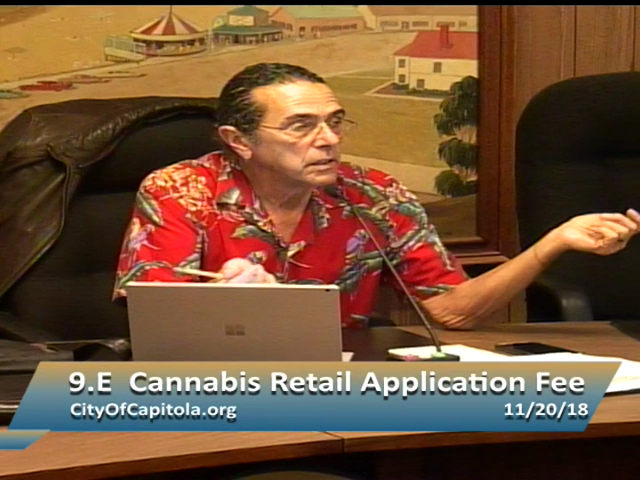 9.E Cannabis Retail Application Fee
CityOfCapitola.org 11/20/18